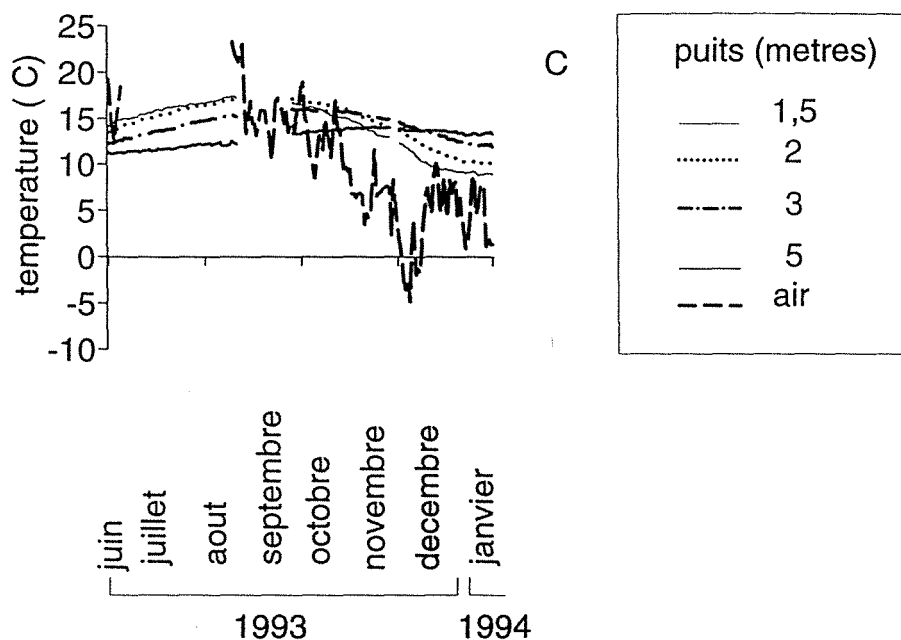 temperature ( C)
25
20
15
10
5
0
-5
-10
C
puits (metres)
1,5
2
3
5
air
juin
juillet
aout
septembre
octobre
novembre
decembre
janvier
1993
1994